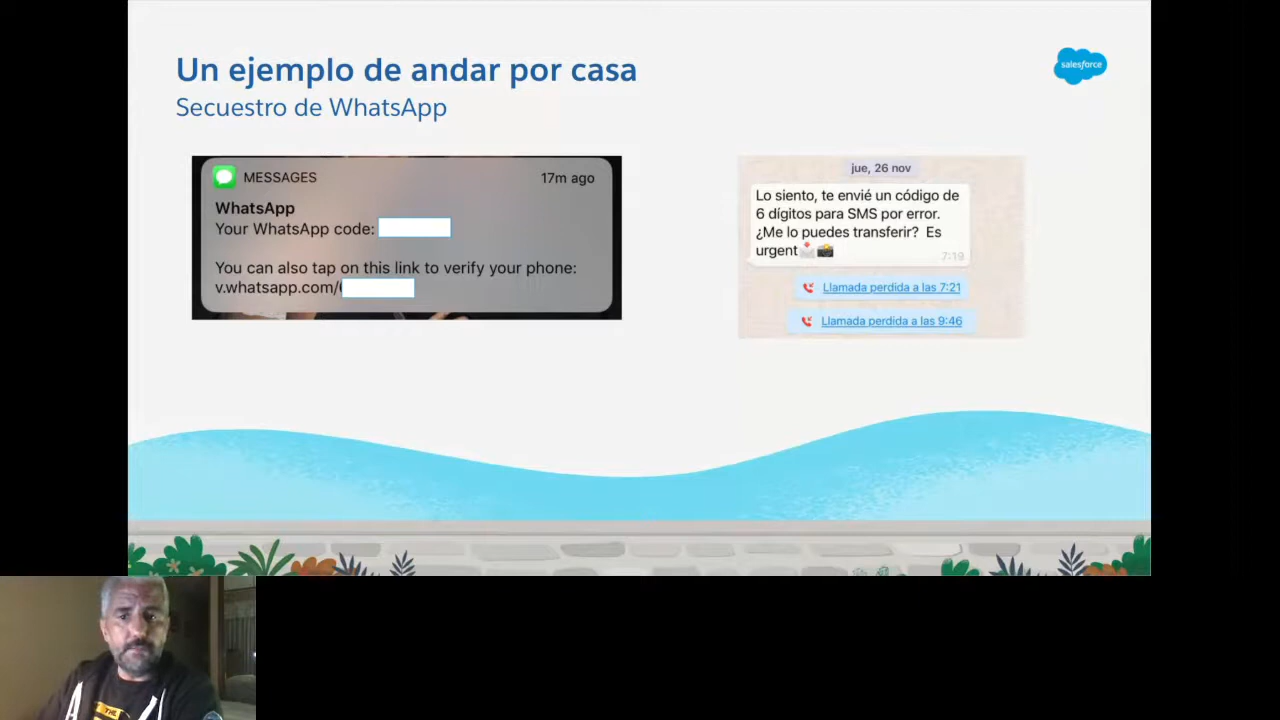 Un ejemplo de andar por casa
Secuestro de WhatsApp
salesforce
MESSAGES
17m ago
WhatsApp
Your WhatsApp code:
You can also tap on this link to verify your phone:
v.whatsapp.com/
jue, 26 nov
Lo siento, te envié un código de
6 dígitos para SMS por error.
¿Me lo puedes transferir? Es
urgent
7:19
Llamada perdida a las 7:21
Llamada perdida a las 9:46
THE